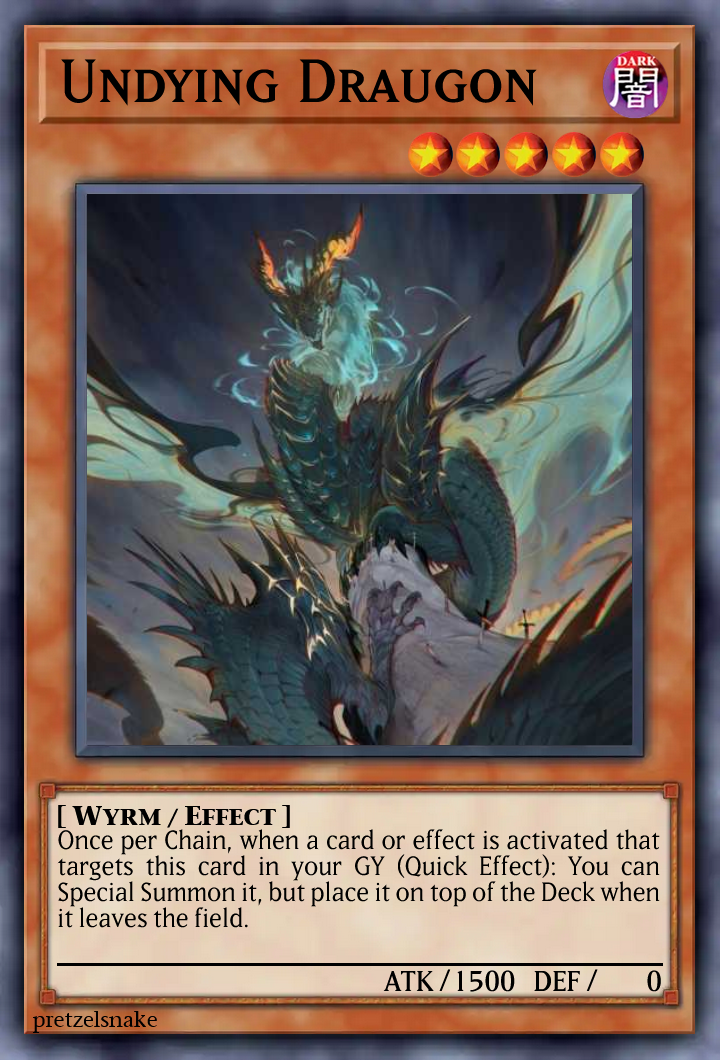 Undying Draugon
DARK
闇
[ Wyrm / Effect ]
Once per Chain, when a card or effect is activated that
targets this card in your GY (Quick Effect): You can
Special Summon it, but place it on top of the Deck when
it leaves the field.
ATK / 1500 DEF / 0
pretzelsnake